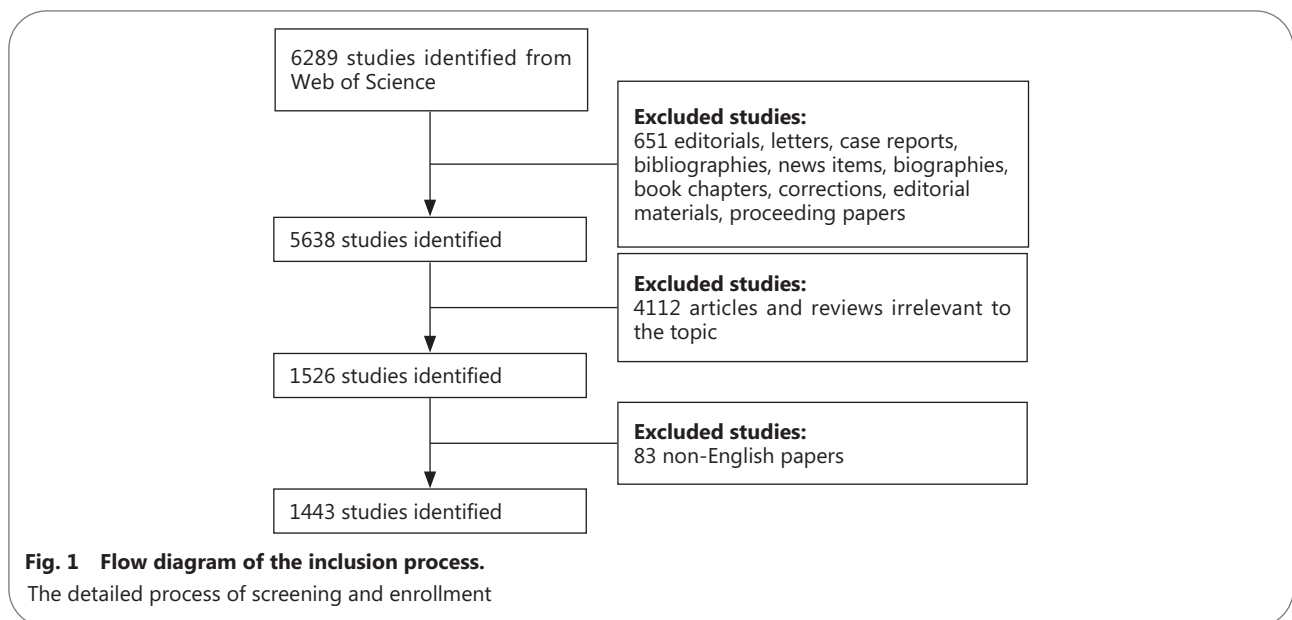 6289 studies identified from
Web of Science
Excluded studies:
651 editorials, letters, case reports,
bibliographies, news items, biographies,
book chapters, corrections, editorial
materials, proceeding papers
5638 studies identified
Excluded studies:
4112 articles and reviews irrelevant to
the topic
1526 studies identified
Excluded studies:
83 non-English papers
1443 studies identified
Fig. 1 Flow diagram of the inclusion process.
The detailed process of screening and enrollment